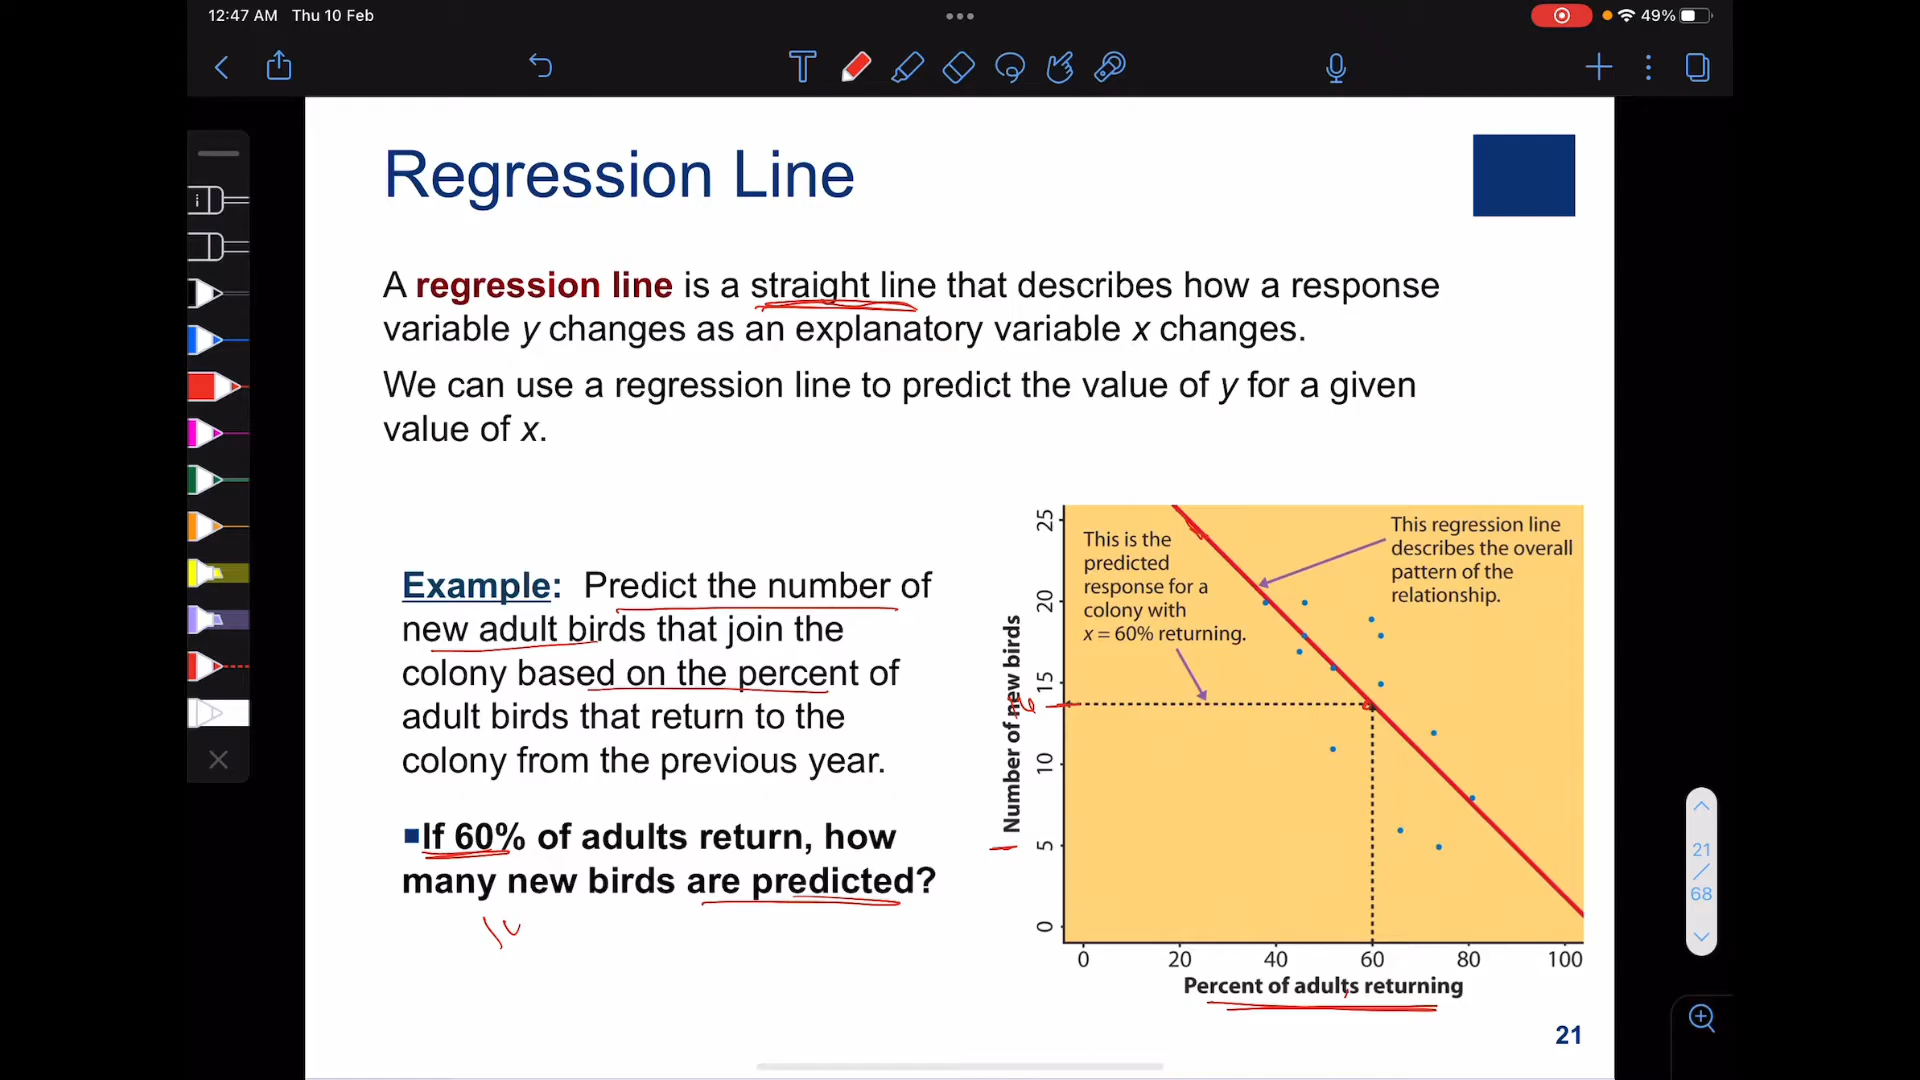 12:47 AM Thu 10 Feb
49%
Regression Line
A regression line is a straight line that describes how a response
variable y changes as an explanatory variable x changes.
We can use a regression line to predict the value of y for a given
value of x.
Example: Predict the number of
new adult birds that join the
colony based on the percent of
adult birds that return to the
colony from the previous year.
If 60% of adults return, how
many new birds are predicted?
This is the
predicted
response for a
colony with
x = 60% returning.
This regression line
describes the overall
pattern of the
relationship.
Number of new birds
25
20
15
10
5
0
0 20 40 60 80 100
Percent of adults returning
21
21
/
68